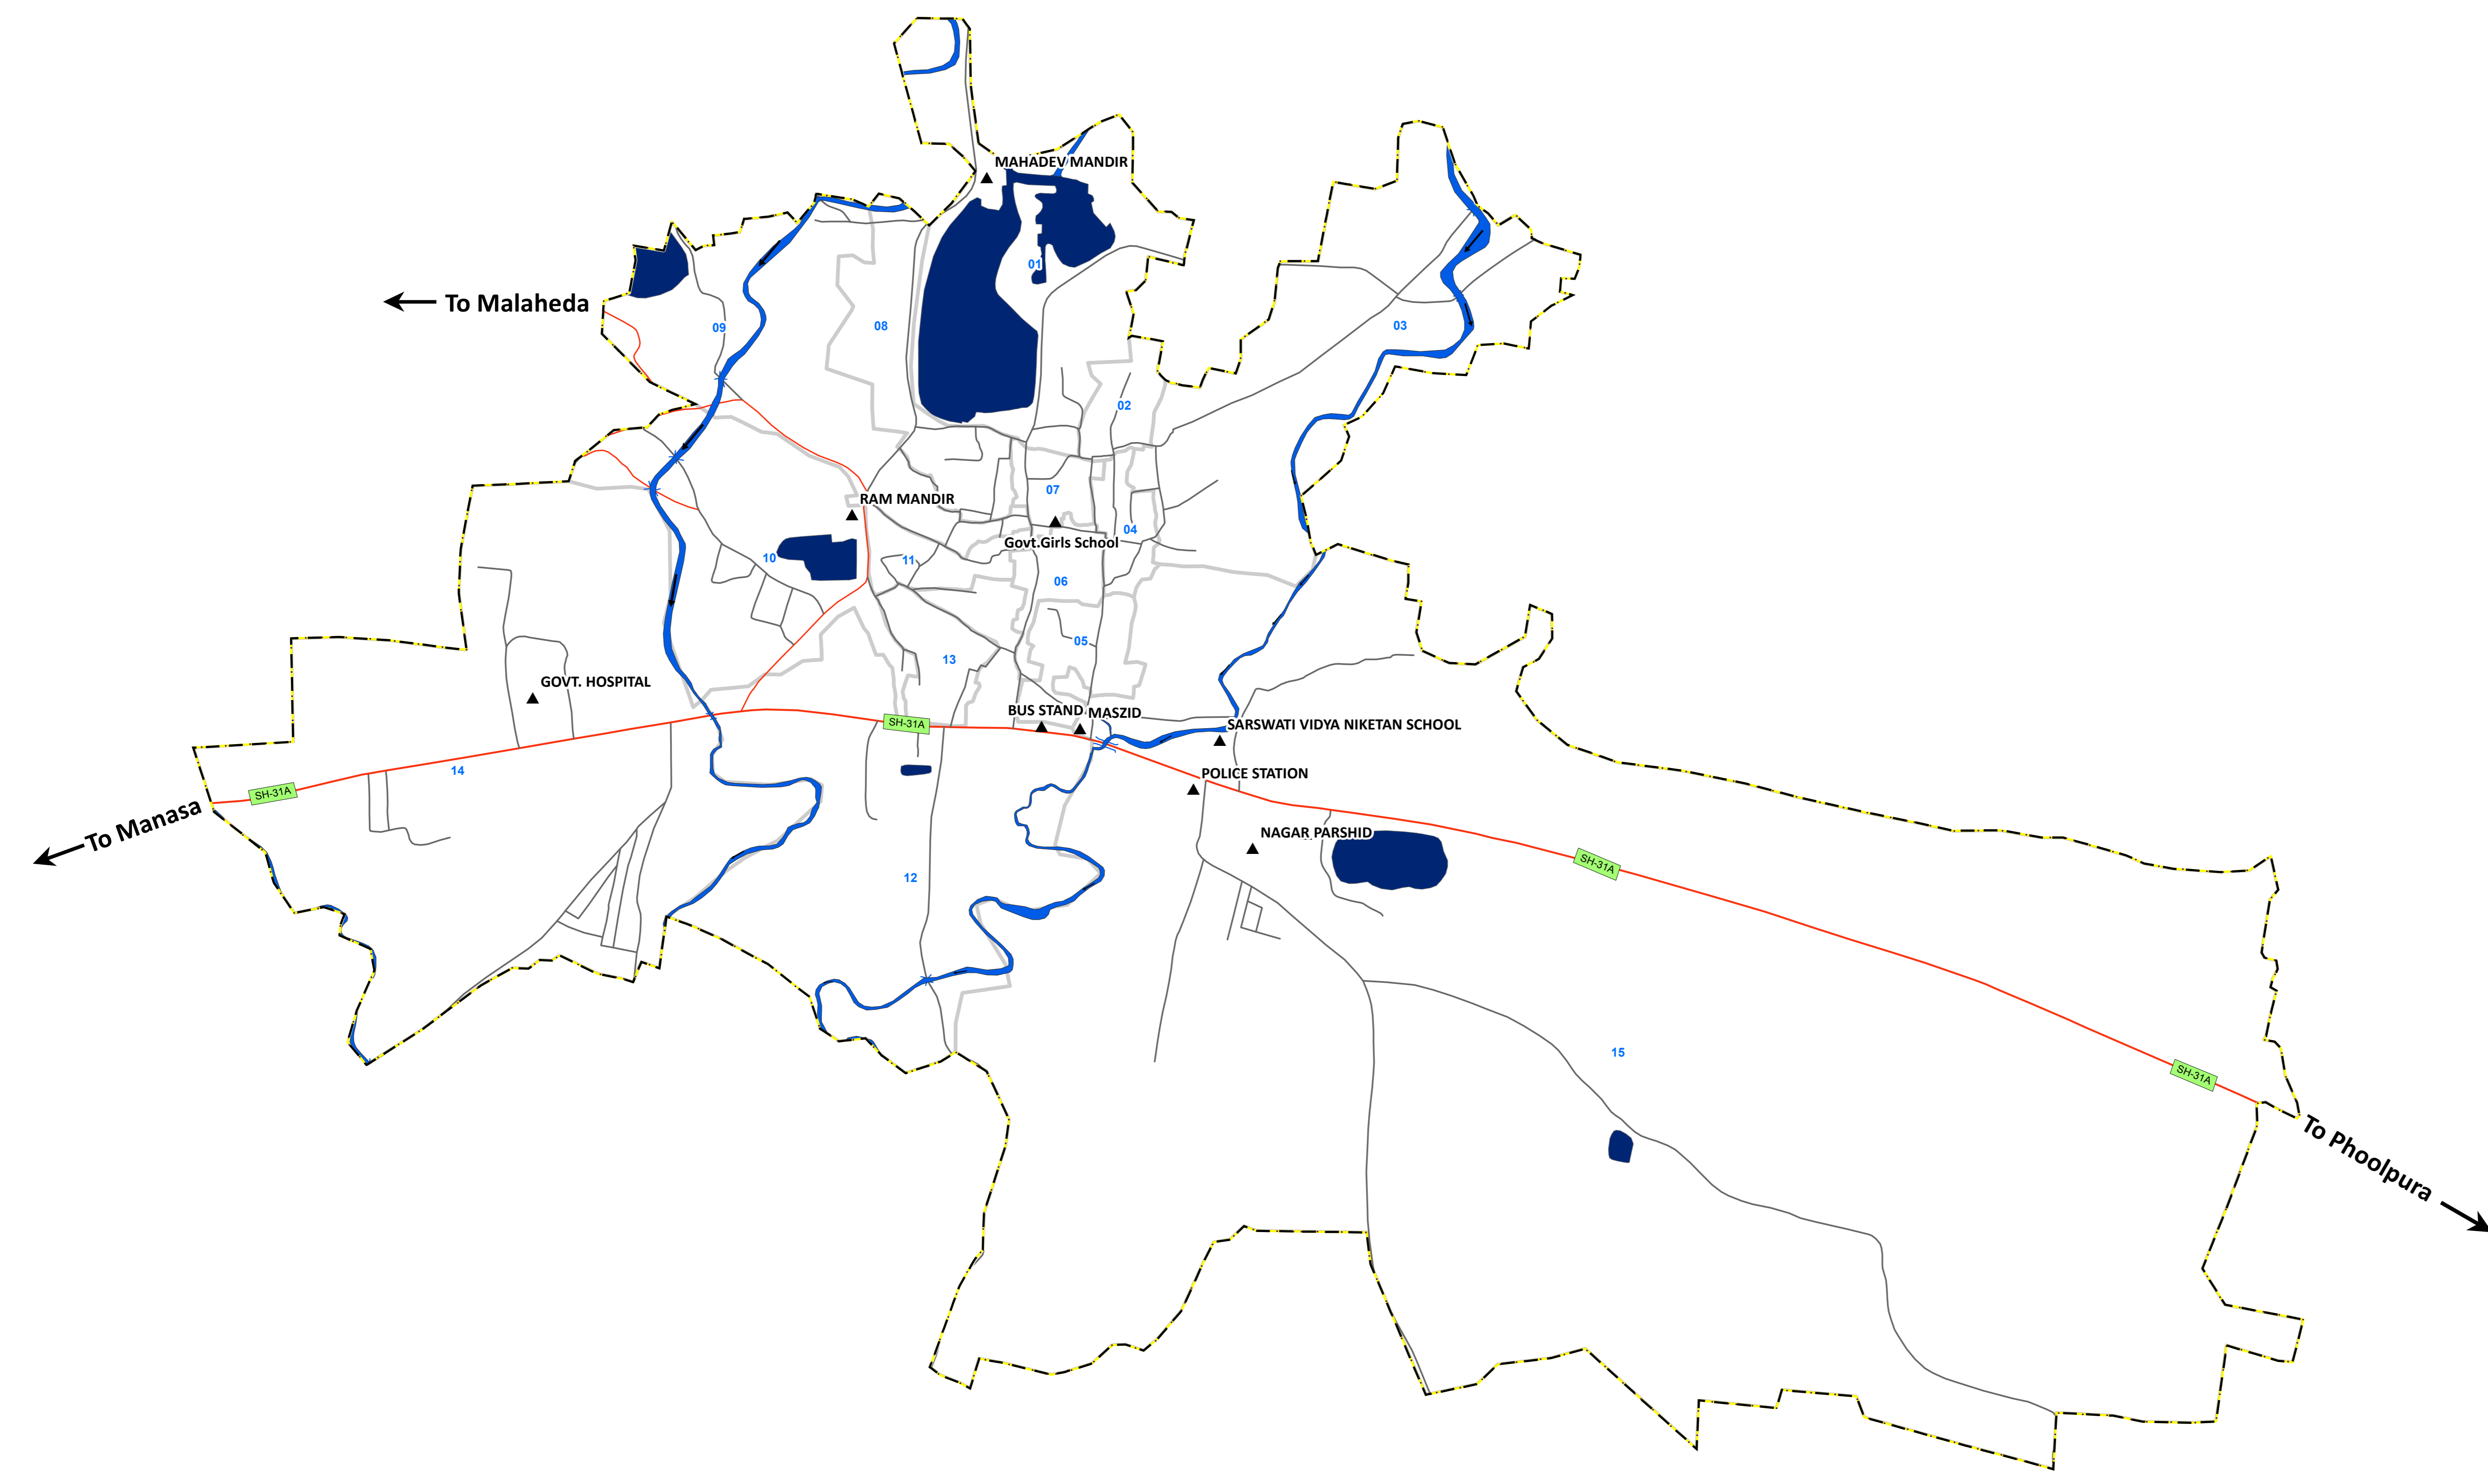 MAHADEV MANDIR
01
To Malaheda
09
08
03
02
RAM MANDIR
07
04
Govt.Girls School
10
11
06
05
13
GOVT. HOSPITAL
BUS STAND
MASZID
SH-31A
SARSWATI VIDYA NIKETAN SCHOOL
14
POLICE STATION
SH-31A
To Manasa
NAGAR PARSHID
SH-31A
12
15
SH-31A
To Phoolpura